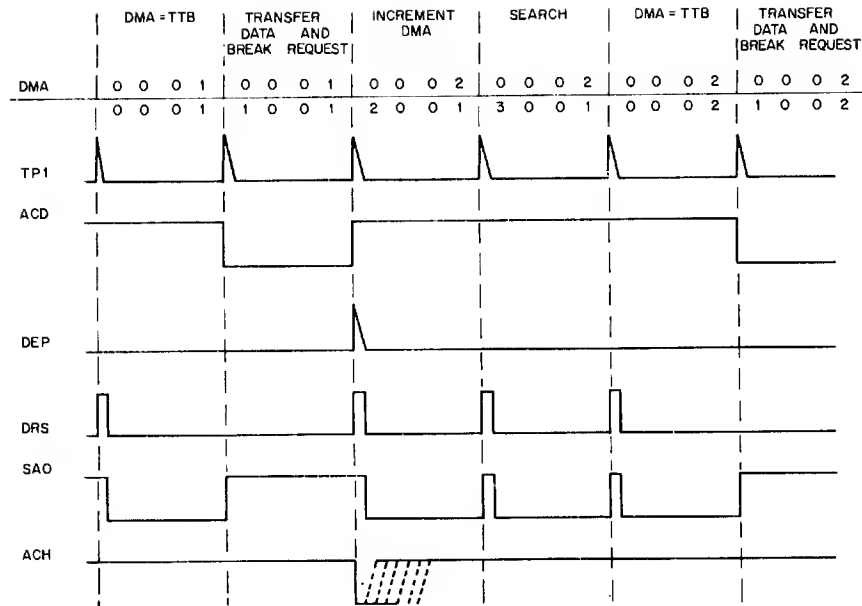 DMA = TTB
TRANSFER DATA AND BREAK REQUEST
INCREMENT DMA
SEARCH
DMA = TTB
TRANSFER DATA AND BREAK REQUEST
DMA 0 0 0 1 0 0 0 1 0 0 0 2 0 0 0 2 0 0 0 2 0 0 0 2
0 0 0 1 1 0 0 1 2 0 0 1 3 0 0 1 0 0 0 2 1 0 0 2
TP1
ACD
DEP
DRS
SAO
ACH